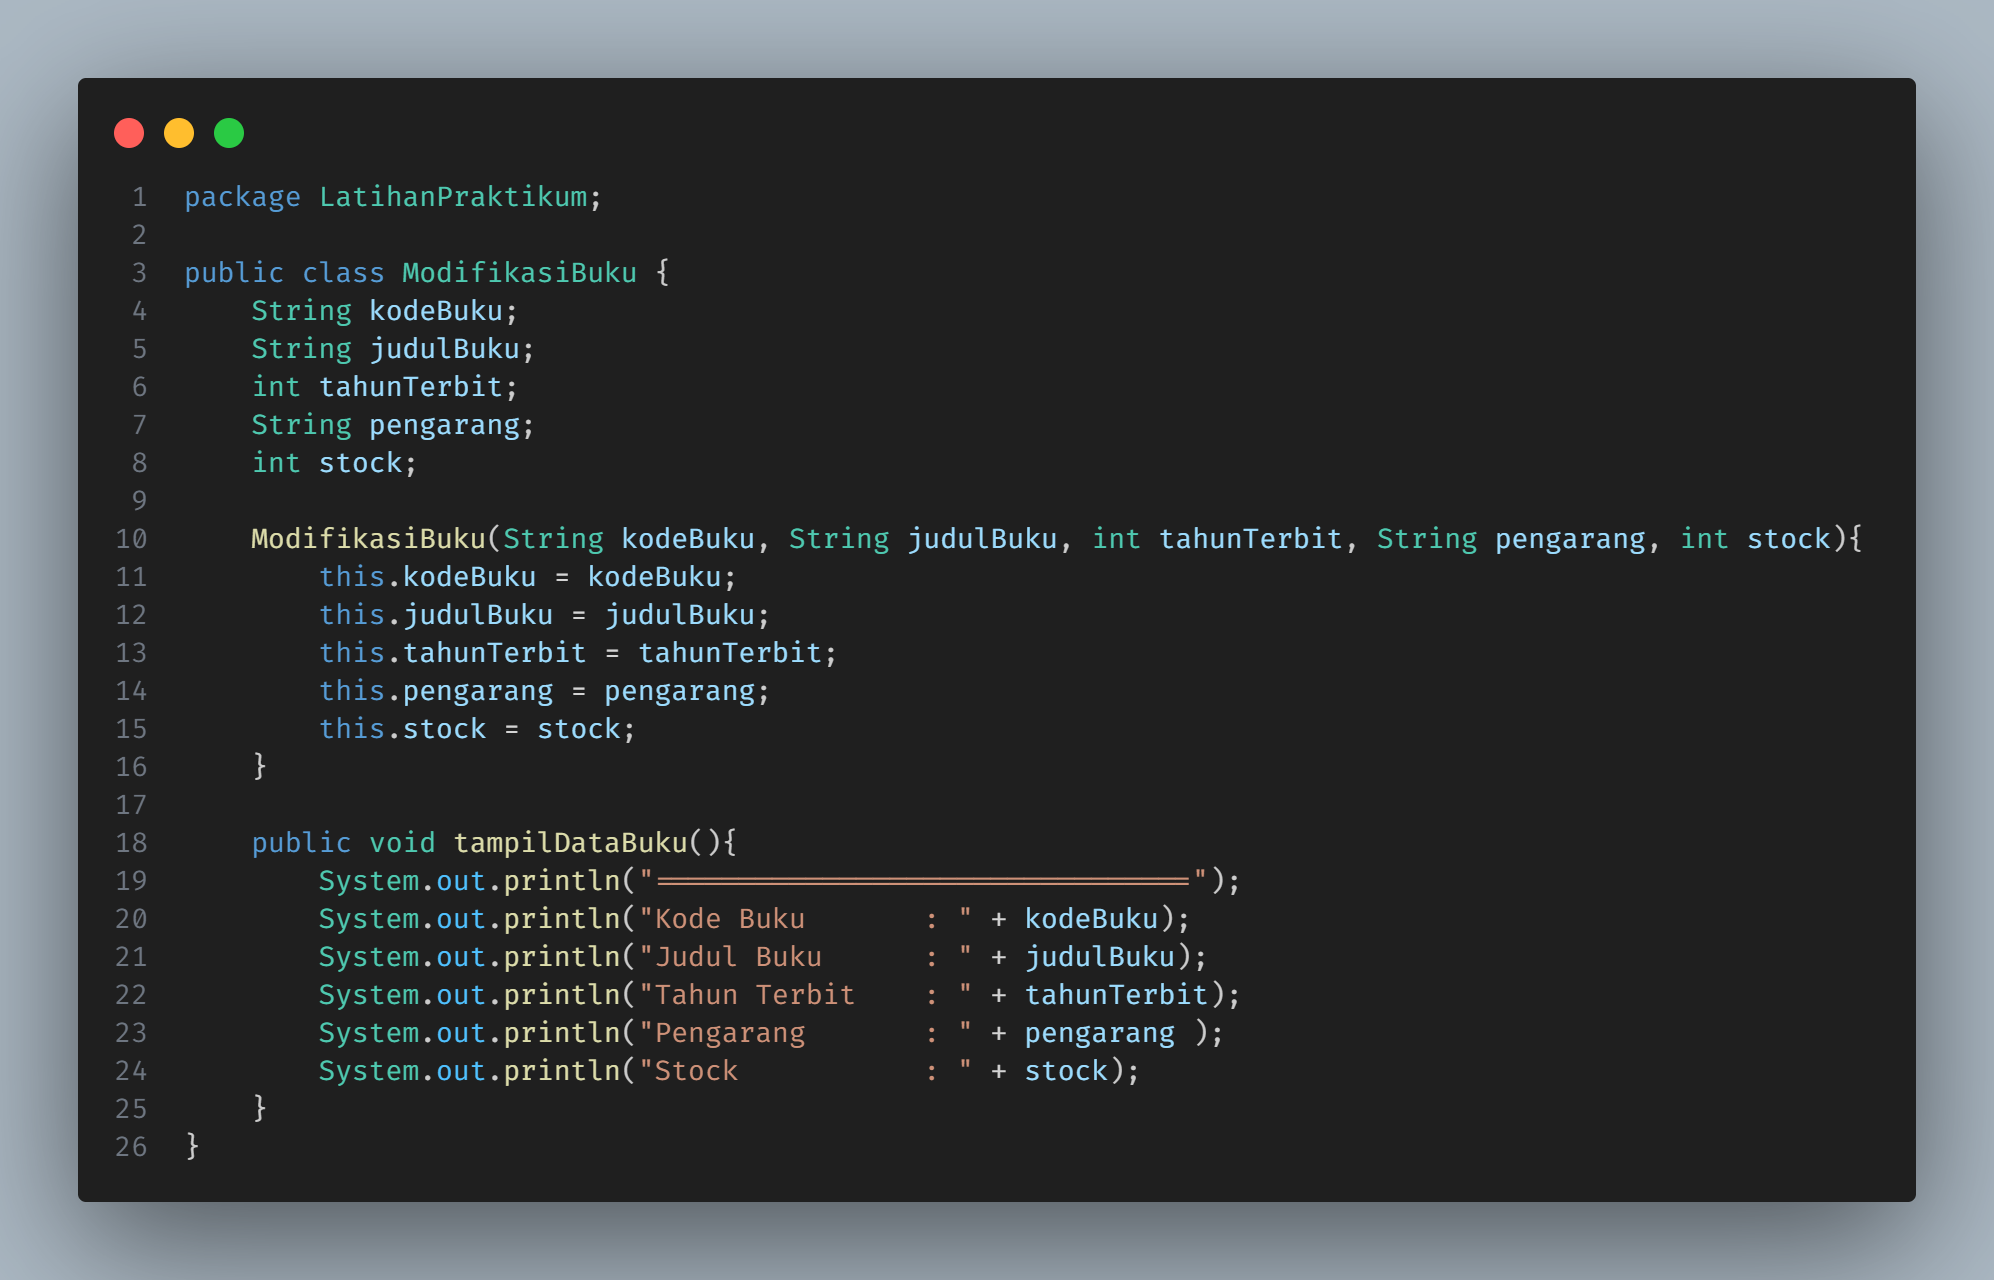 1 package LatihanPraktikum;
2
3 public class ModifikasiBuku {
4     String kodeBuku;
5     String judulBuku;
6     int tahunTerbit;
7     String pengarang;
8     int stock;
9
10     ModifikasiBuku(String kodeBuku, String judulBuku, int tahunTerbit, String pengarang, int stock){
11         this.kodeBuku = kodeBuku;
12         this.judulBuku = judulBuku;
13         this.tahunTerbit = tahunTerbit;
14         this.pengarang = pengarang;
15         this.stock = stock;
16     }
17
18     public void tampilDataBuku(){
19         System.out.println("================================");
20         System.out.println("Kode Buku       : " + kodeBuku);
21         System.out.println("Judul Buku      : " + judulBuku);
22         System.out.println("Tahun Terbit    : " + tahunTerbit);
23         System.out.println("Pengarang       : " + pengarang );
24         System.out.println("Stock           : " + stock);
25     }
26 }